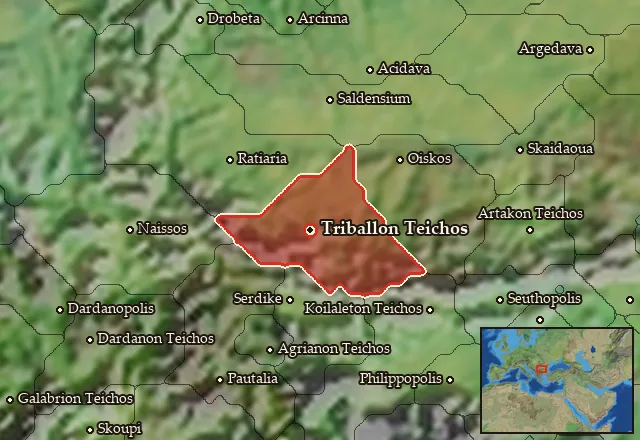 Drobeta
Arcinna
Argedava
Acidava
Saldensium
Ratiaria
Oiskos
Skaidaoua
Artakon Teichos
Naissos
Triballon Teichos
Serdike
Koilaleton Teichos
Seuthopolis
Dardanopolis
Dardanon Teichos
Agrianon Teichos
Pautalia
Philippopolis
Galabrion Teichos
Skoupi